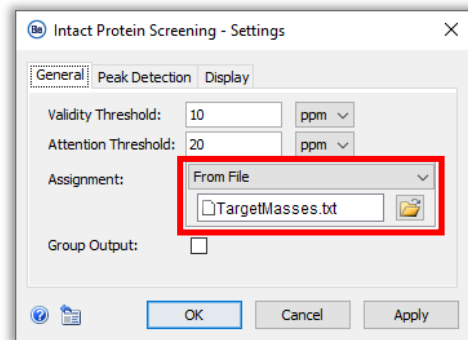 Be Intact Protein Screening - Settings
General Peak Detection Display
Validity Threshold: 10 ppm
Attention Threshold: 20 ppm
Assignment: From File
TargetMasses.txt
Group Output:
OK Cancel Apply